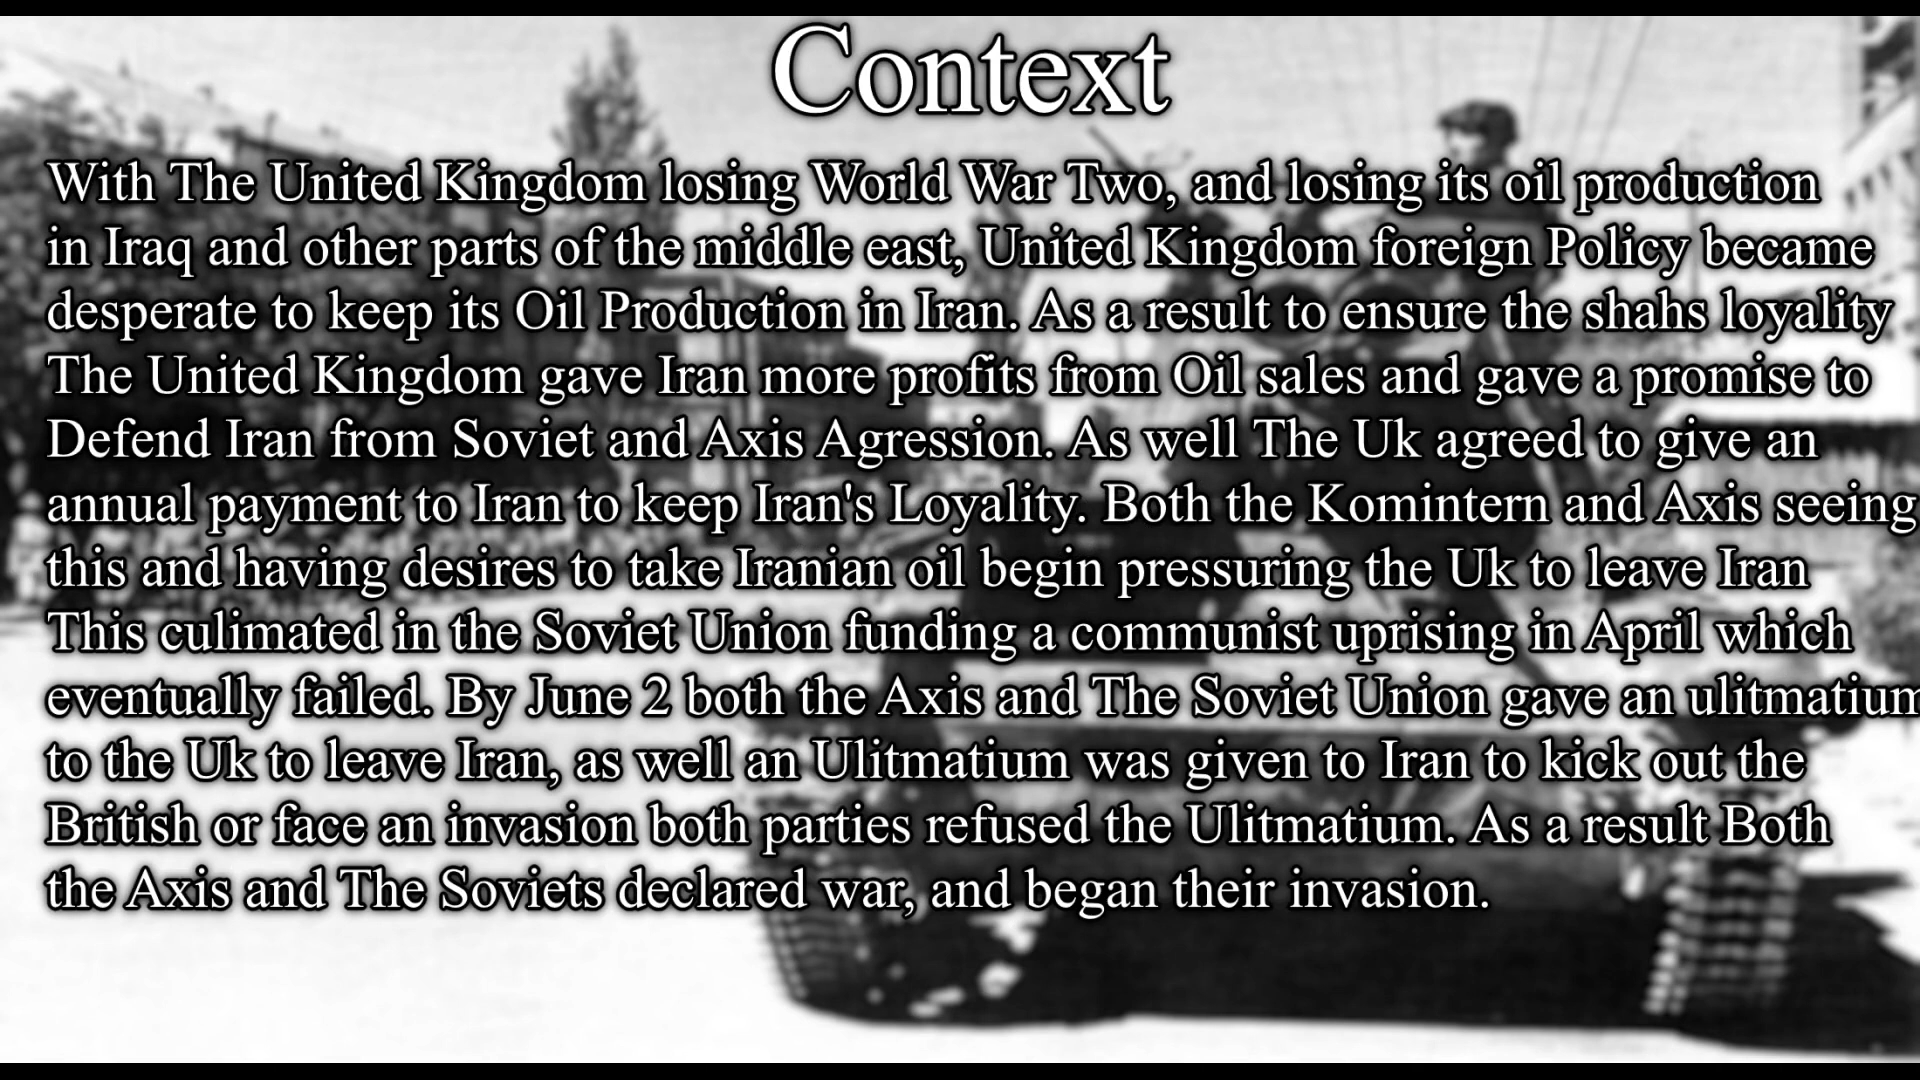 Context
With The United Kingdom losing World War Two, and losing its oil production
in Iraq and other parts of the middle east, United Kingdom foreign Policy became
desperate to keep its Oil Production in Iran. As a result to ensure the shahs loyality
The United Kingdom gave Iran more profits from Oil sales and gave a promise to
Defend Iran from Soviet and Axis Agression. As well The Uk agreed to give an
annual payment to Iran to keep Iran's Loyality. Both the Komintern and Axis seeing
this and having desires to take Iranian oil begin pressuring the Uk to leave Iran
This culimated in the Soviet Union funding a communist uprising in April which
eventually failed. By June 2 both the Axis and The Soviet Union gave an ulitmatium
to the Uk to leave Iran, as well an Ulitmatium was given to Iran to kick out the
British or face an invasion both parties refused the Ulitmatium. As a result Both
the Axis and The Soviets declared war, and began their invasion.